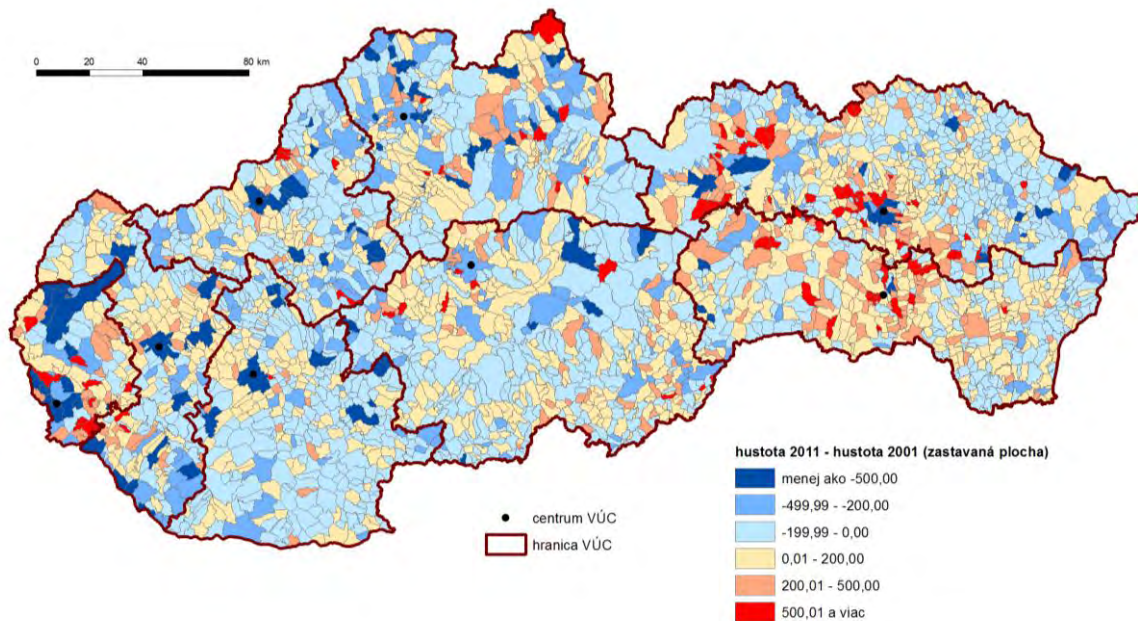 0 20 40 80 km
hustota 2011 - hustota 2001 (zastavaná plocha)
menej ako -500,00
-499,99 - -200,00
-199,99 - 0,00
0,01 - 200,00
200,01 - 500,00
500,01 a viac
centrum VÚC
hranica VÚC